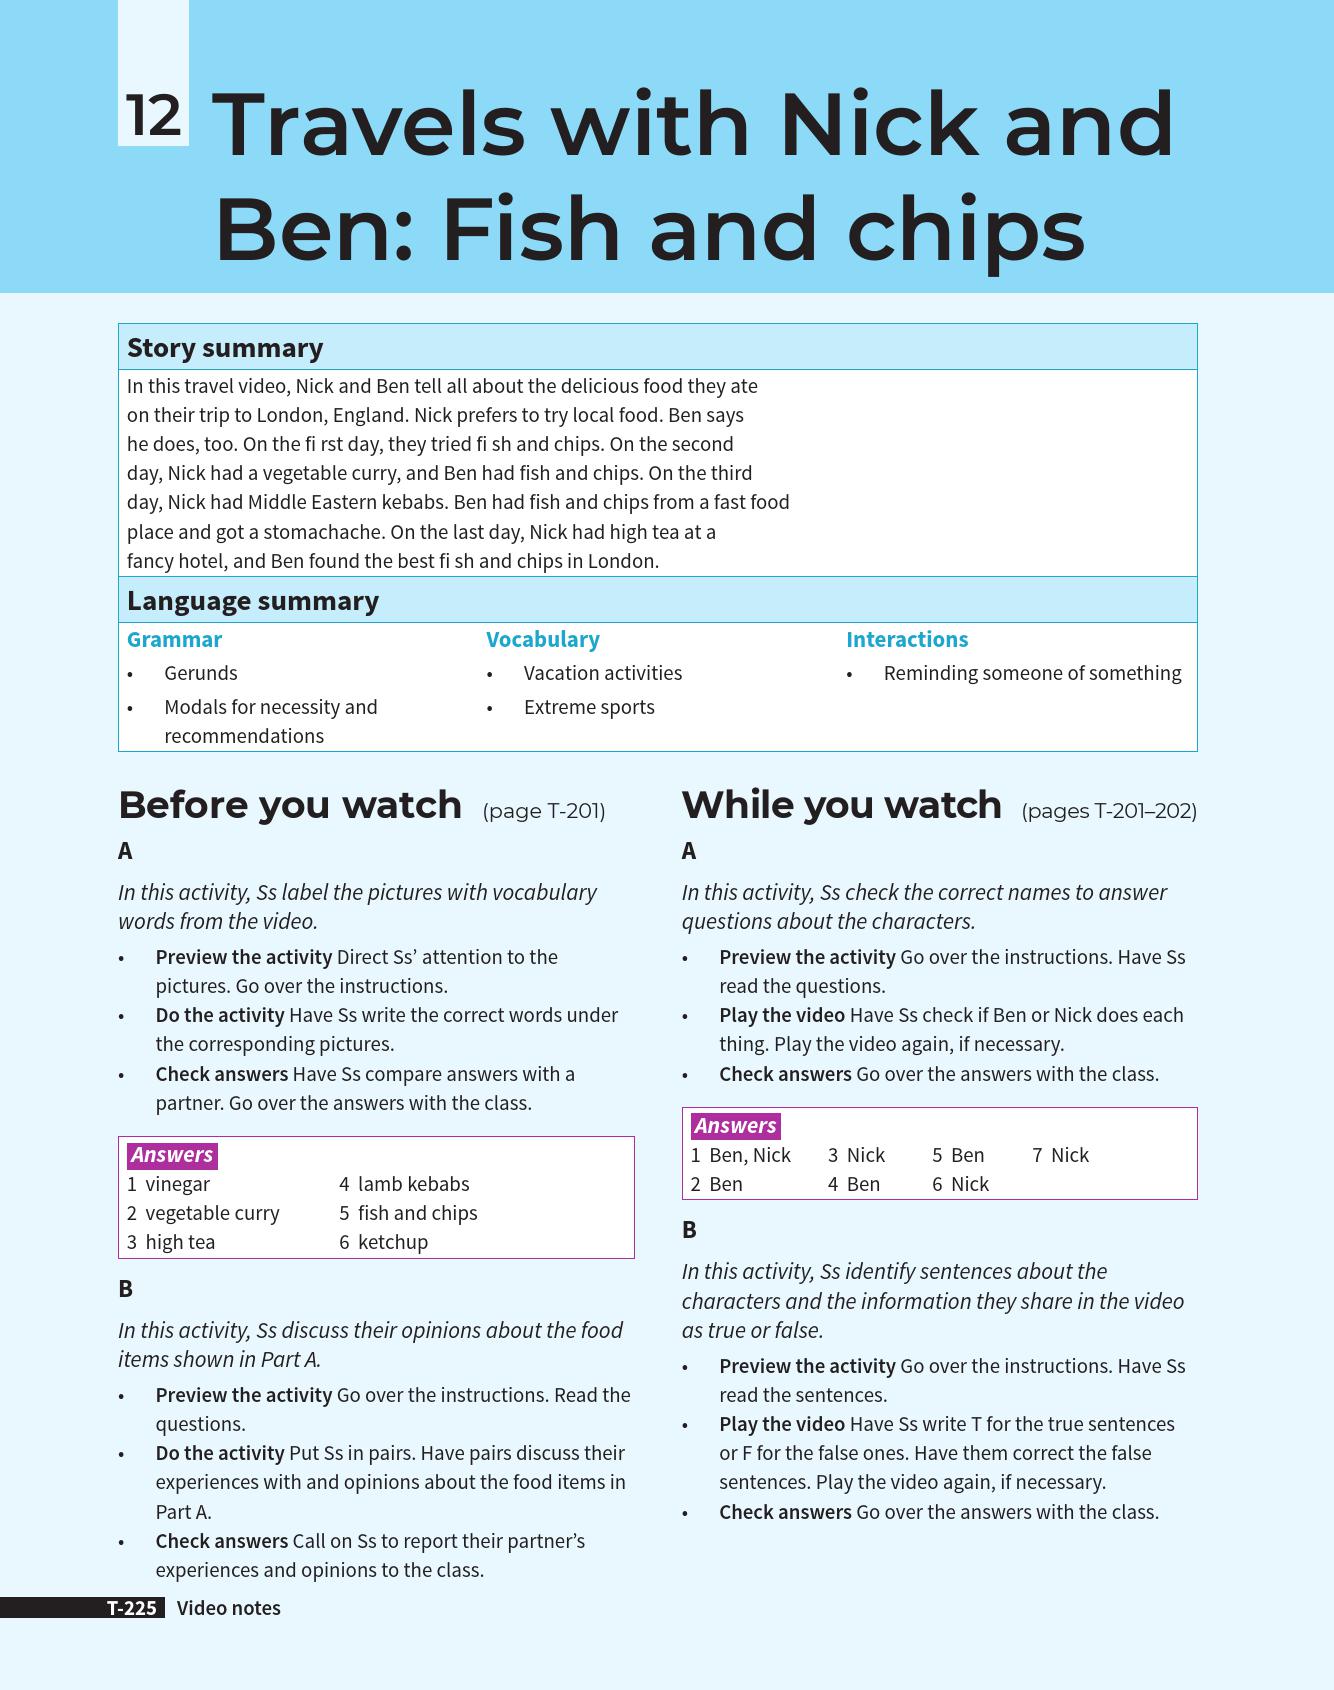 12
Travels with Nick and
Ben: Fish and chips
Story summary
In this travel video, Nick and Ben tell all about the delicious food they ate
on their trip to London, England. Nick prefers to try local food. Ben says
he does, too. On the fi rst day, they tried fi sh and chips. On the second
day, Nick had a vegetable curry, and Ben had fish and chips. On the third
day, Nick had Middle Eastern kebabs. Ben had fish and chips from a fast food
place and got a stomachache. On the last day, Nick had high tea at a
fancy hotel, and Ben found the best fi sh and chips in London.
Language summary
Grammar
• Gerunds
• Modals for necessity and
recommendations
Vocabulary
• Vacation activities
• Extreme sports
Interactions
• Reminding someone of something
Before you watch (page T-201)
A
In this activity, Ss label the pictures with vocabulary
words from the video.
• Preview the activity Direct Ss’ attention to the
pictures. Go over the instructions.
• Do the activity Have Ss write the correct words under
the corresponding pictures.
• Check answers Have Ss compare answers with a
partner. Go over the answers with the class.
Answers
1 vinegar 4 lamb kebabs
2 vegetable curry 5 fish and chips
3 high tea 6 ketchup
B
In this activity, Ss discuss their opinions about the food
items shown in Part A.
• Preview the activity Go over the instructions. Read the
questions.
• Do the activity Put Ss in pairs. Have pairs discuss their
experiences with and opinions about the food items in
Part A.
• Check answers Call on Ss to report their partner’s
experiences and opinions to the class.
While you watch (pages T-201–202)
A
In this activity, Ss check the correct names to answer
questions about the characters.
• Preview the activity Go over the instructions. Have Ss
read the questions.
• Play the video Have Ss check if Ben or Nick does each
thing. Play the video again, if necessary.
• Check answers Go over the answers with the class.
Answers
1 Ben, Nick 3 Nick 5 Ben 7 Nick
2 Ben 4 Ben 6 Nick
B
In this activity, Ss identify sentences about the
characters and the information they share in the video
as true or false.
• Preview the activity Go over the instructions. Have Ss
read the sentences.
• Play the video Have Ss write T for the true sentences
or F for the false ones. Have them correct the false
sentences. Play the video again, if necessary.
• Check answers Go over the answers with the class.
T-225 Video notes